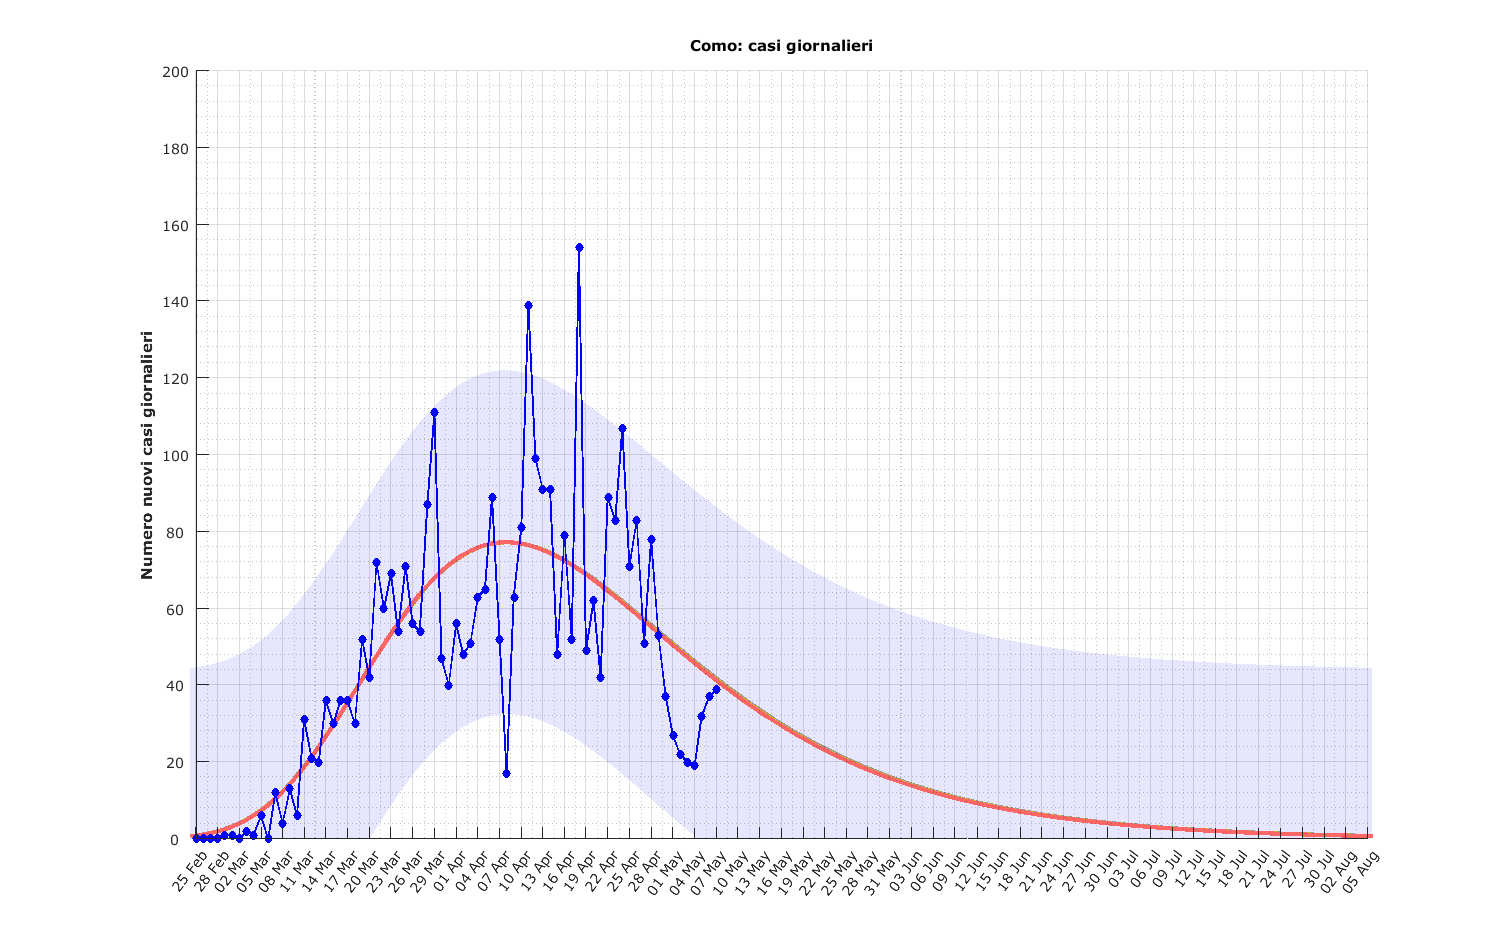 Como: casi giornalieri
Numero nuovi casi giornalieri
200
180
160
140
120
100
80
60
40
20
0
25 Feb
28 Feb
02 Mar
05 Mar
08 Mar
11 Mar
14 Mar
17 Mar
20 Mar
23 Mar
26 Mar
29 Mar
01 Apr
04 Apr
07 Apr
10 Apr
13 Apr
16 Apr
19 Apr
22 Apr
25 Apr
28 Apr
01 May
04 May
07 May
10 May
13 May
16 May
19 May
22 May
25 May
28 May
31 May
03 Jun
06 Jun
09 Jun
12 Jun
15 Jun
18 Jun
21 Jun
24 Jun
27 Jun
30 Jun
03 Jul
06 Jul
09 Jul
12 Jul
15 Jul
18 Jul
21 Jul
24 Jul
27 Jul
30 Jul
02 Aug
05 Aug